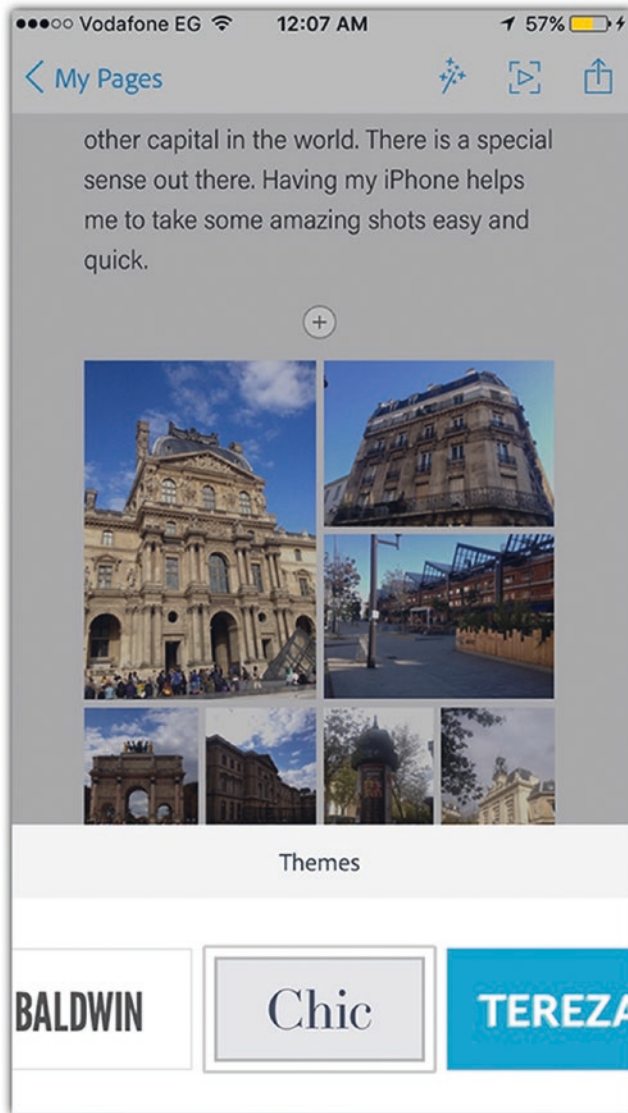 Vodafone EG 12:07 AM 57%
My Pages
other capital in the world. There is a special
sense out there. Having my iPhone helps
me to take some amazing shots easy and
quick.
Themes
BALDWIN Chic TEREZA